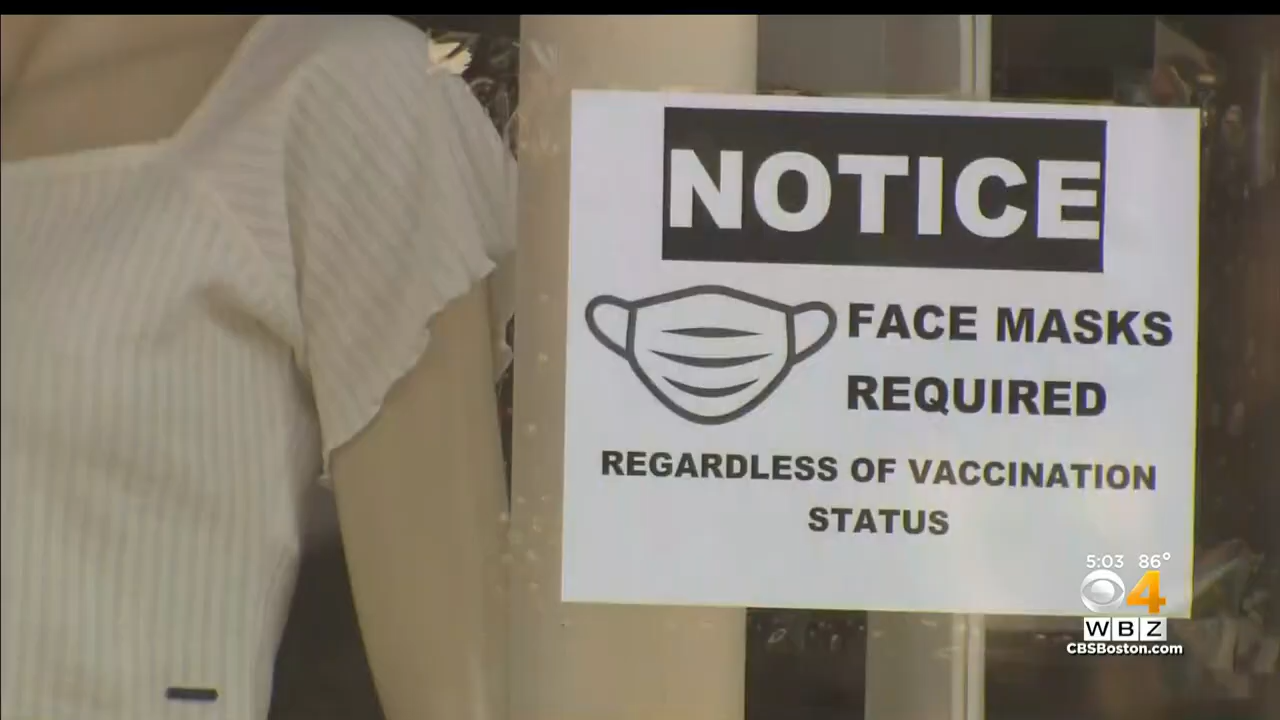 NOTICE
FACE MASKS
REQUIRED
REGARDLESS OF VACCINATION
STATUS
5:03 86°
4
WBZ
CBSBoston.com